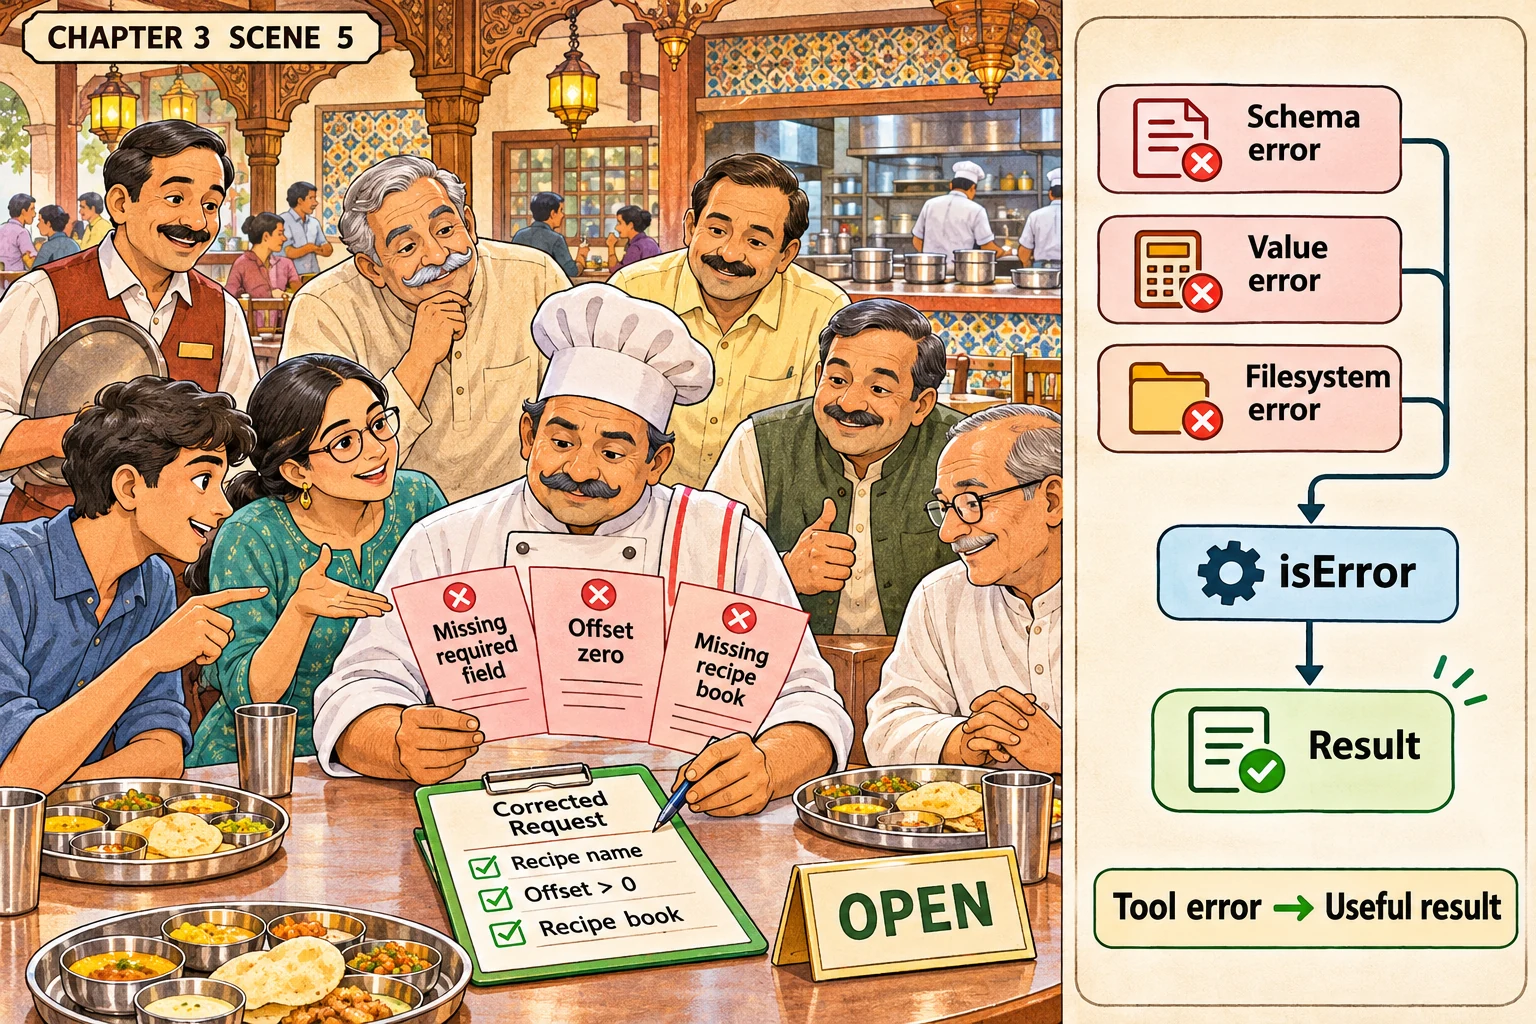 CHAPTER 3 SCENE 5
Missing
required
field
Offset
zero
Missing
recipe
book
Corrected
Request
Recipe name
Offset > 0
Recipe book
OPEN
Schema
error
Value
error
Filesystem
error
isError
Result
Tool error → Useful result